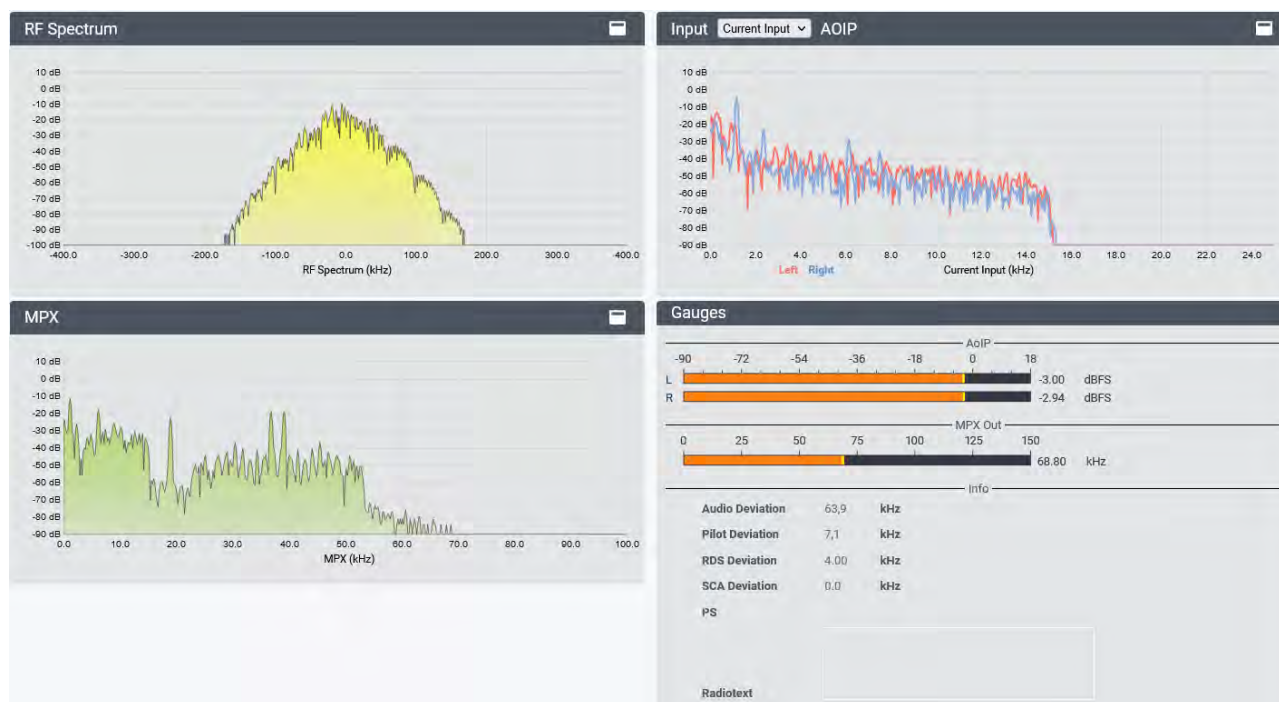 RF Spectrum
10 dB
0 dB
-10 dB
-20 dB
-30 dB
-40 dB
-50 dB
-60 dB
-70 dB
-80 dB
-90 dB
-100 dB
-400.0 -300.0 -200.0 -100.0 0.0 100.0 200.0 300.0 400.0
RF Spectrum (kHz)
Input Current Input AOIP
10 dB
0 dB
-10 dB
-20 dB
-30 dB
-40 dB
-50 dB
-60 dB
-70 dB
-80 dB
-90 dB
0.0 2.0 4.0 6.0 8.0 10.0 12.0 14.0 16.0 18.0 20.0 22.0 24.0
Left Right Current Input (kHz)
MPX
10 dB
0 dB
-10 dB
-20 dB
-30 dB
-40 dB
-50 dB
-60 dB
-70 dB
-80 dB
-90 dB
0.0 10.0 20.0 30.0 40.0 50.0 60.0 70.0 80.0 90.0 100.0
MPX (kHz)
Gauges
AoIP
-90 -72 -54 -36 -18 0 18
L -3.00 dBFS
R -2.94 dBFS
MPX Out
0 25 50 75 100 125 150
68.80 kHz
Info
Audio Deviation 63,9 kHz
Pilot Deviation 7,1 kHz
RDS Deviation 4.00 kHz
SCA Deviation 0.0 kHz
PS
Radiotext